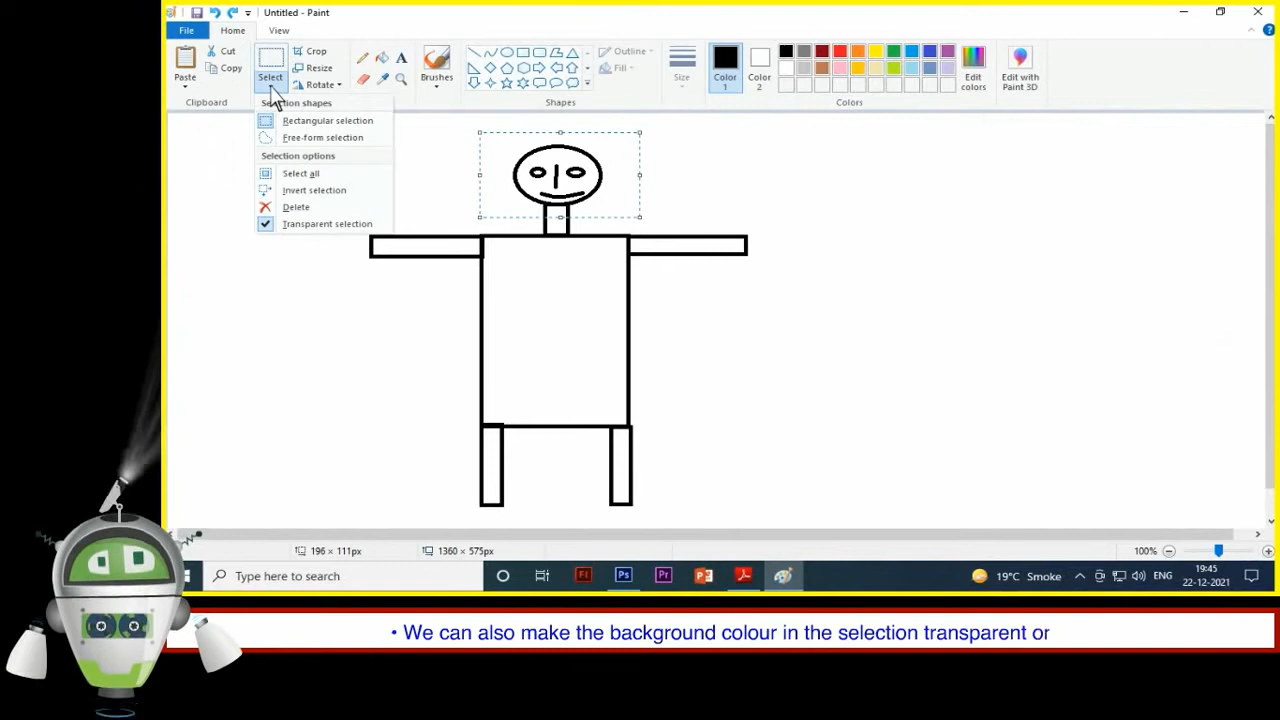 Untitled - Paint
File Home View
Cut Crop
Copy Resize
Paste Select Rotate Brushes Outline Fill Size Color 1 Color 2 Edit colors Edit with Paint 3D
Clipboard Shapes Colors
Selection shapes
Rectangular selection
Free-form selection
Selection options
Select all
Invert selection
Delete
Transparent selection
196 × 111px 1360 × 575px 100%
Type here to search Fl Ps Pr 19°C Smoke ENG 19:45
22-12-2021
• We can also make the background colour in the selection transparent or